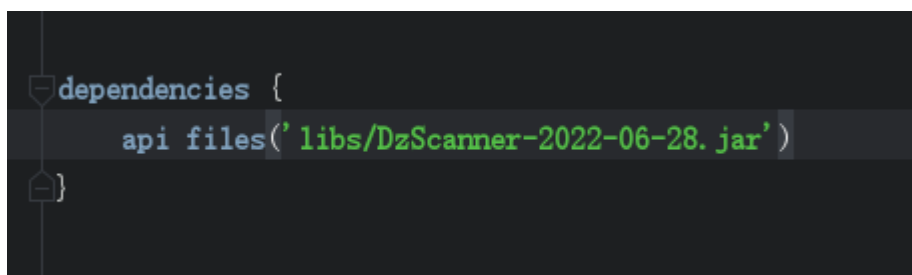 dependencies {
    api files('libs/DzScanner-2022-06-28.jar')
}